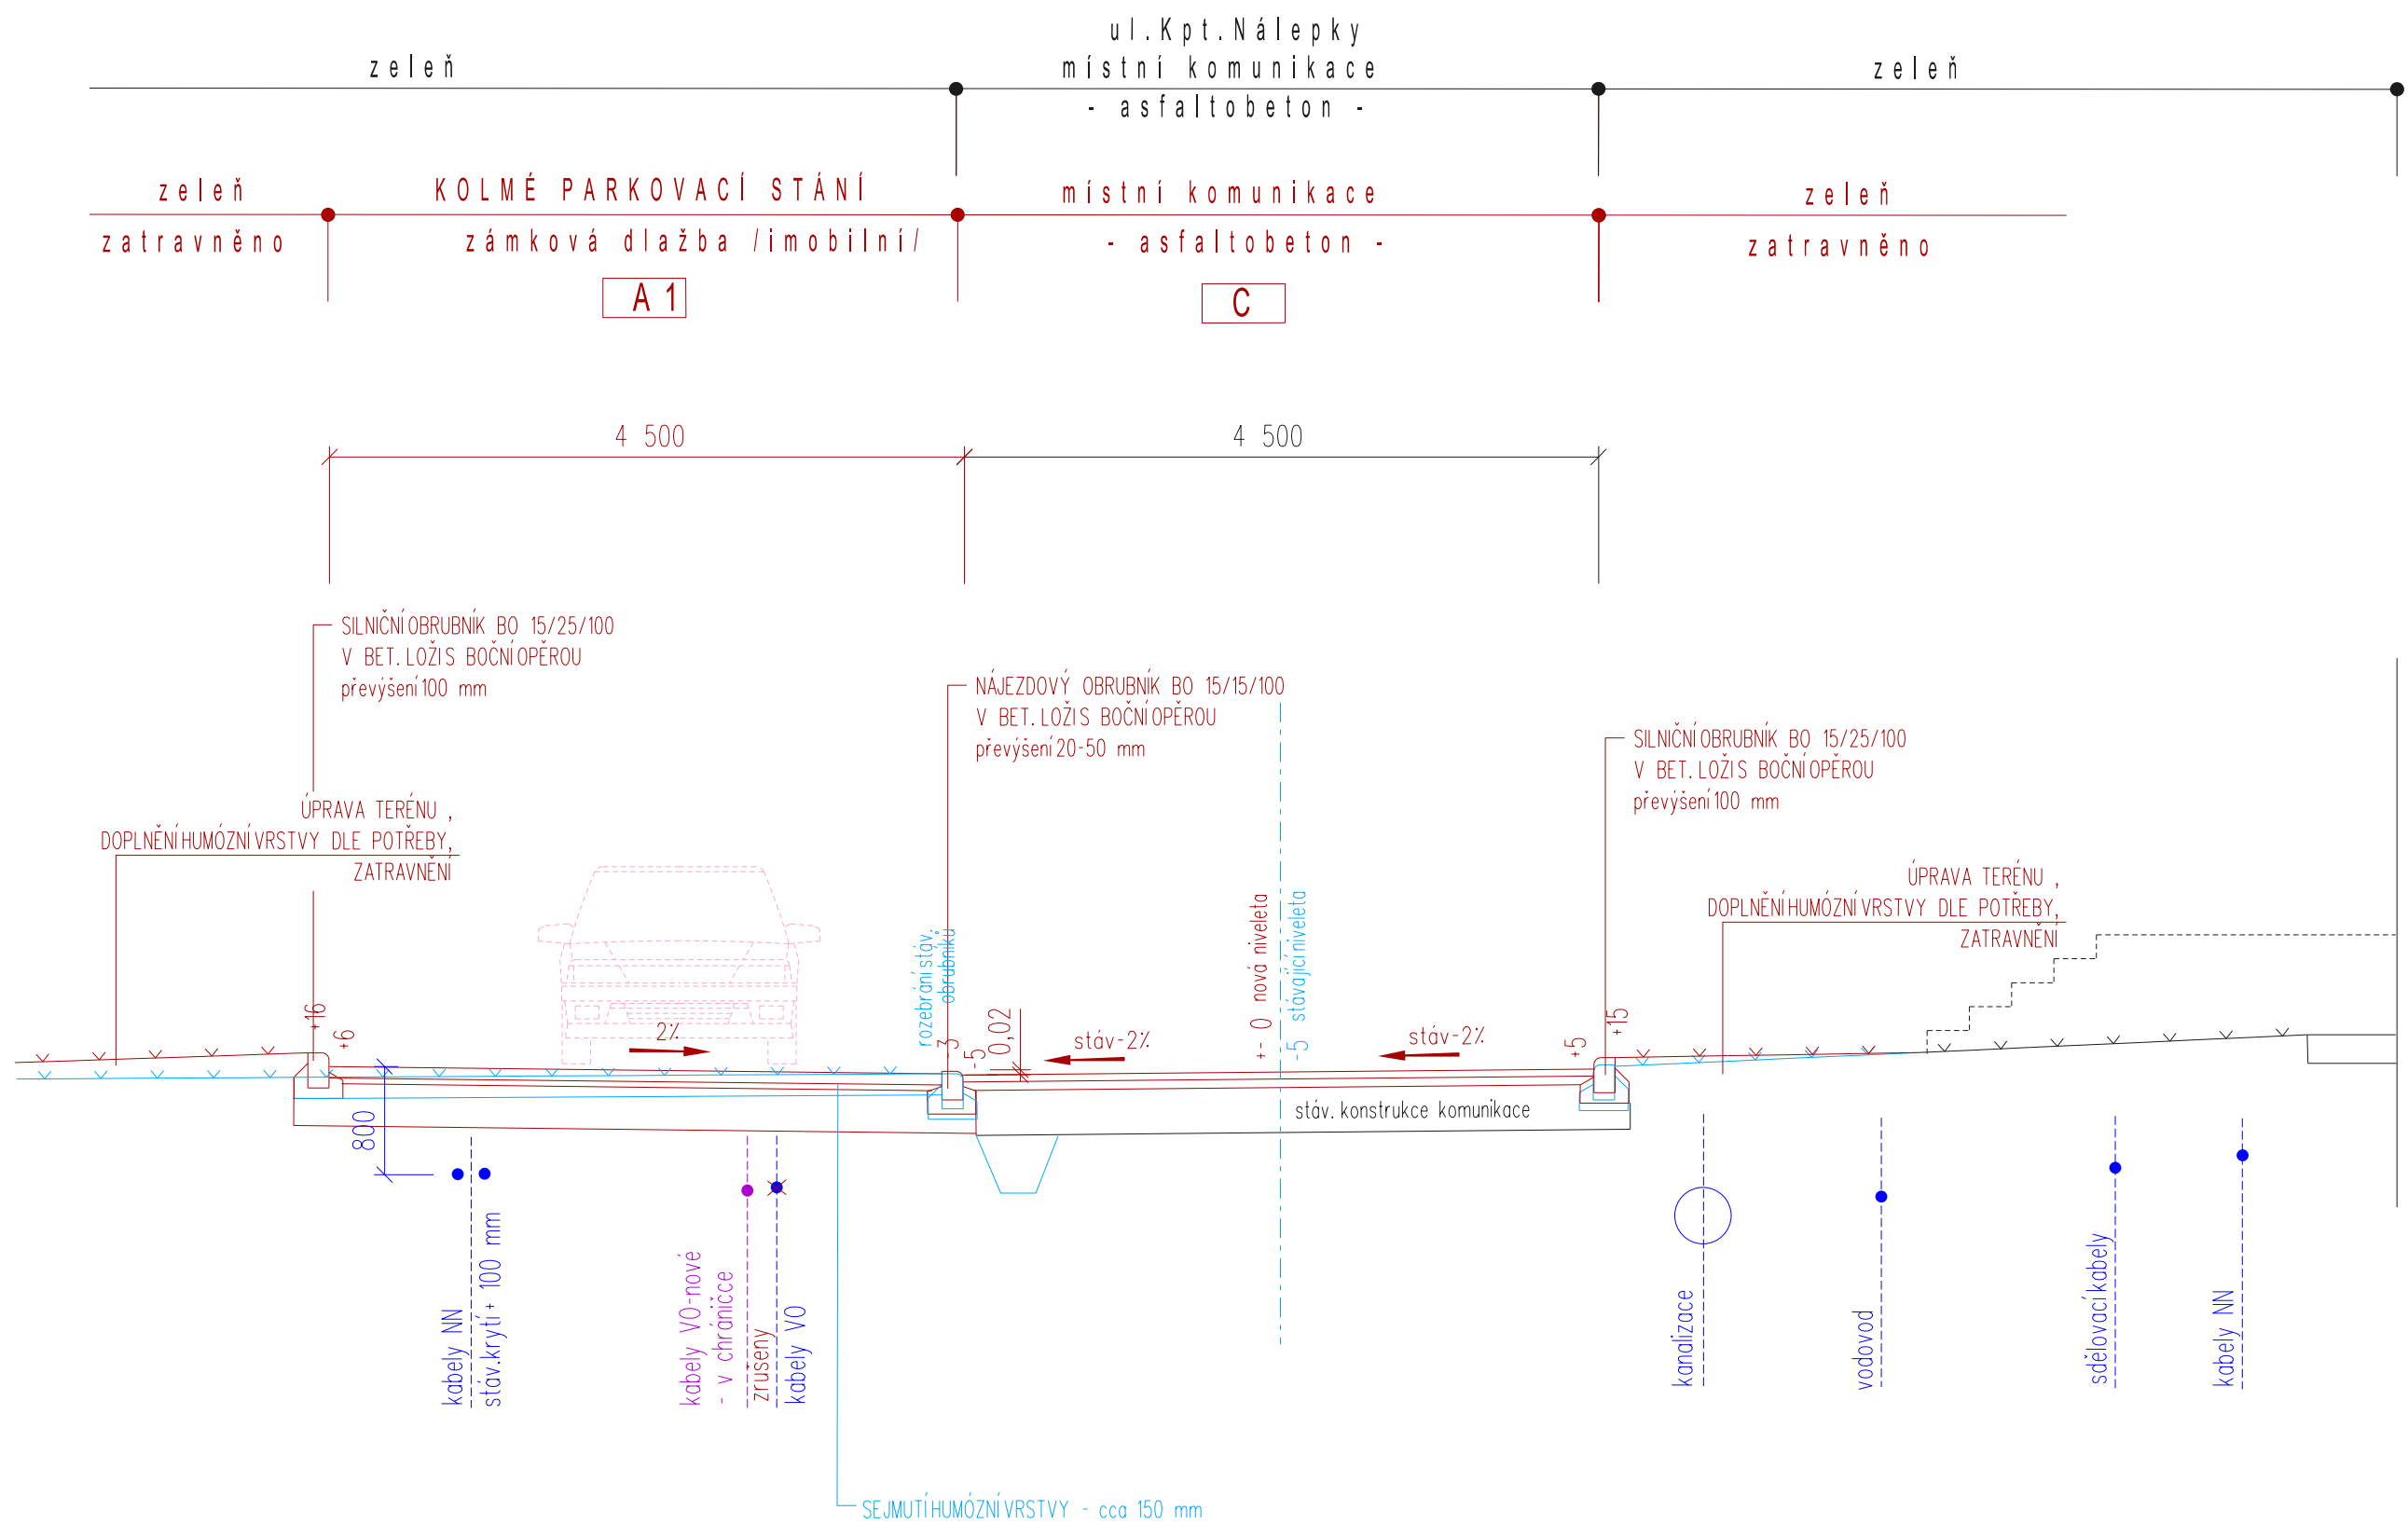 ul.Kpt.Nálepky
zeleň
místní komunikace
zeleň
- asfaltobeton -
zeleň
KOLMÉ PARKOVACÍ STÁNÍ
místní komunikace
zeleň
zatravněno
zámková dlažba /imobilní/
- asfaltobeton -
zatravněno
A1
C
4 500
4 500
SILNIČNÍ OBRUBNÍK BO 15/25/100
V BET. LOŽI S BOČNÍ OPĚROU
převýšení 100 mm
NÁJEZDOVÝ OBRUBNÍK BO 15/15/100
V BET. LOŽI S BOČNÍ OPĚROU
převýšení 20-50 mm
SILNIČNÍ OBRUBNÍK BO 15/25/100
V BET. LOŽI S BOČNÍ OPĚROU
převýšení 100 mm
ÚPRAVA TERÉNU ,
DOPLNĚNÍ HUMÓZNÍ VRSTVY DLE POTŘEBY,
ZATRAVNĚNÍ
ÚPRAVA TERÉNU ,
DOPLNĚNÍ HUMÓZNÍ VRSTVY DLE POTŘEBY,
ZATRAVNĚNÍ
rozebrání stáv.
obrubníků
+- 0 nová niveleta
-5 stávající niveleta
+16
+6
2%
-3
-5
0,02
stáv-2%
stáv-2%
+5
+15
800
stáv. konstrukce komunikace
kabely NN
stáv.krytí + 100 mm
kabely VO-nové
- v chráničce
zrušeny
kabely VO
kanalizace
vodovod
sdělovací kabely
kabely NN
SEJMUTÍ HUMÓZNÍ VRSTVY - cca 150 mm